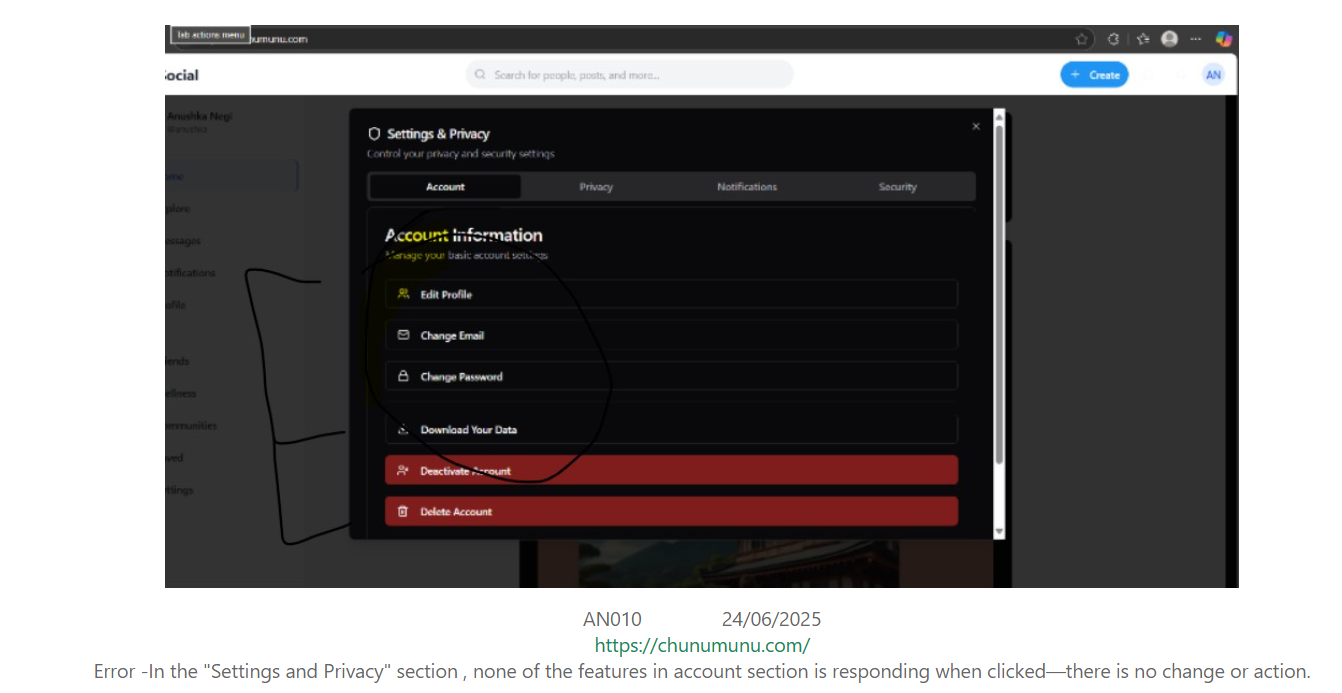 Tab actions menu
umunu.com
Social
Search for people, posts, and more...
+ Create
AN
Anushka Negi
Settings & Privacy
Control your privacy and security settings
Account
Privacy
Notifications
Security
Account Information
Manage your basic account settings
Edit Profile
Change Email
Change Password
Download Your Data
Deactivate Account
Delete Account
ome
plore
essages
otifications
ofile
iends
ellness
ommunities
ved
ttings
AN010 24/06/2025
https://chunumunu.com/
Error -In the "Settings and Privacy" section , none of the features in account section is responding when clicked—there is no change or action.